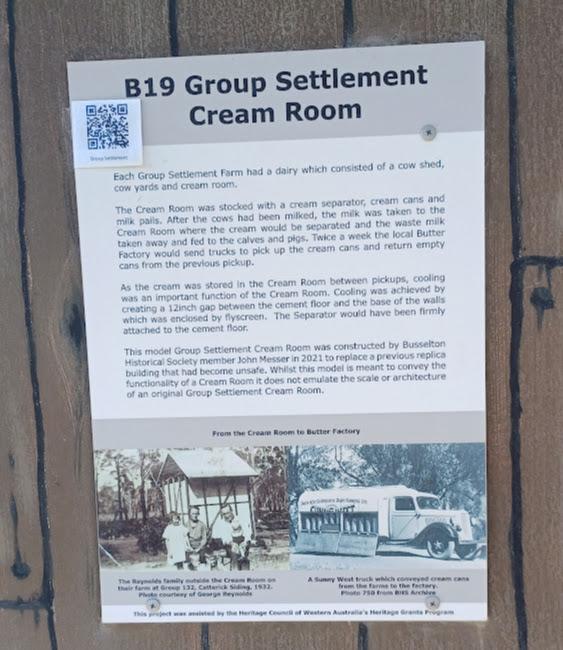 B19 Group Settlement
Cream Room
Group Settlement
Each Group Settlement Farm had a dairy which consisted of a cow shed,
cow yards and cream room.
The Cream Room was stocked with a cream separator, cream cans and
milk pails. After the cows had been milked, the milk was taken to the
Cream Room where the cream would be separated and the waste milk
taken away and fed to the calves and pigs. Twice a week the local Butter
Factory would send trucks to pick up the cream cans and return empty
cans from the previous pickup.
As the cream was stored in the Cream Room between pickups, cooling
was an important function of the Cream Room. Cooling was achieved by
creating a 12inch gap between the cement floor and the base of the walls
which was enclosed by flyscreen. The Separator would have been firmly
attached to the cement floor.
This model Group Settlement Cream Room was constructed by Busselton
Historical Society member John Messer in 2021 to replace a previous replica
building that had become unsafe. Whilst this model is meant to convey the
functionality of a Cream Room it does not emulate the scale or architecture
of an original Group Settlement Cream Room.
From the Cream Room to Butter Factory
The Reynolds family outside the Cream Room on
their farm at Group 132, Catterick Siding, 1932.
Photo courtesy of George Reynolds
A Sunny West truck which conveyed cream cans
from the farms to the factory.
Photo 750 from BHS Archive
This project was assisted by the Heritage Council of Western Australia's Heritage Grants Program